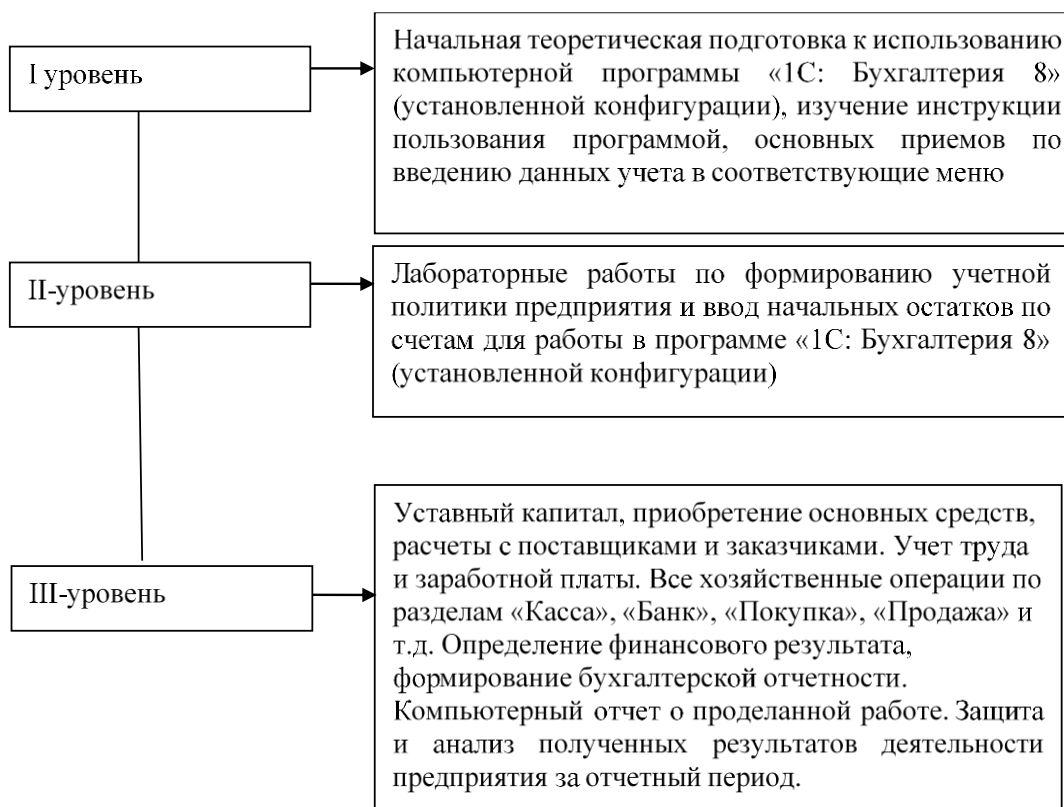 I уровень
Начальная теоретическая подготовка к использованию
компьютерной программы «1С: Бухгалтерия 8»
(установленной конфигурации), изучение инструкции
пользования программой, основных приемов по
введению данных учета в соответствующие меню
II-уровень
Лабораторные работы по формированию учетной
политики предприятия и ввод начальных остатков по
счетам для работы в программе «1С: Бухгалтерия 8»
(установленной конфигурации)
III-уровень
Уставный капитал, приобретение основных средств,
расчеты с поставщиками и заказчиками. Учет труда
и заработной платы. Все хозяйственные операции по
разделам «Касса», «Банк», «Покупка», «Продажа» и
т.д. Определение финансового результата,
формирование бухгалтерской отчетности.
Компьютерный отчет о проделанной работе. Защита
и анализ полученных результатов деятельности
предприятия за отчетный период.